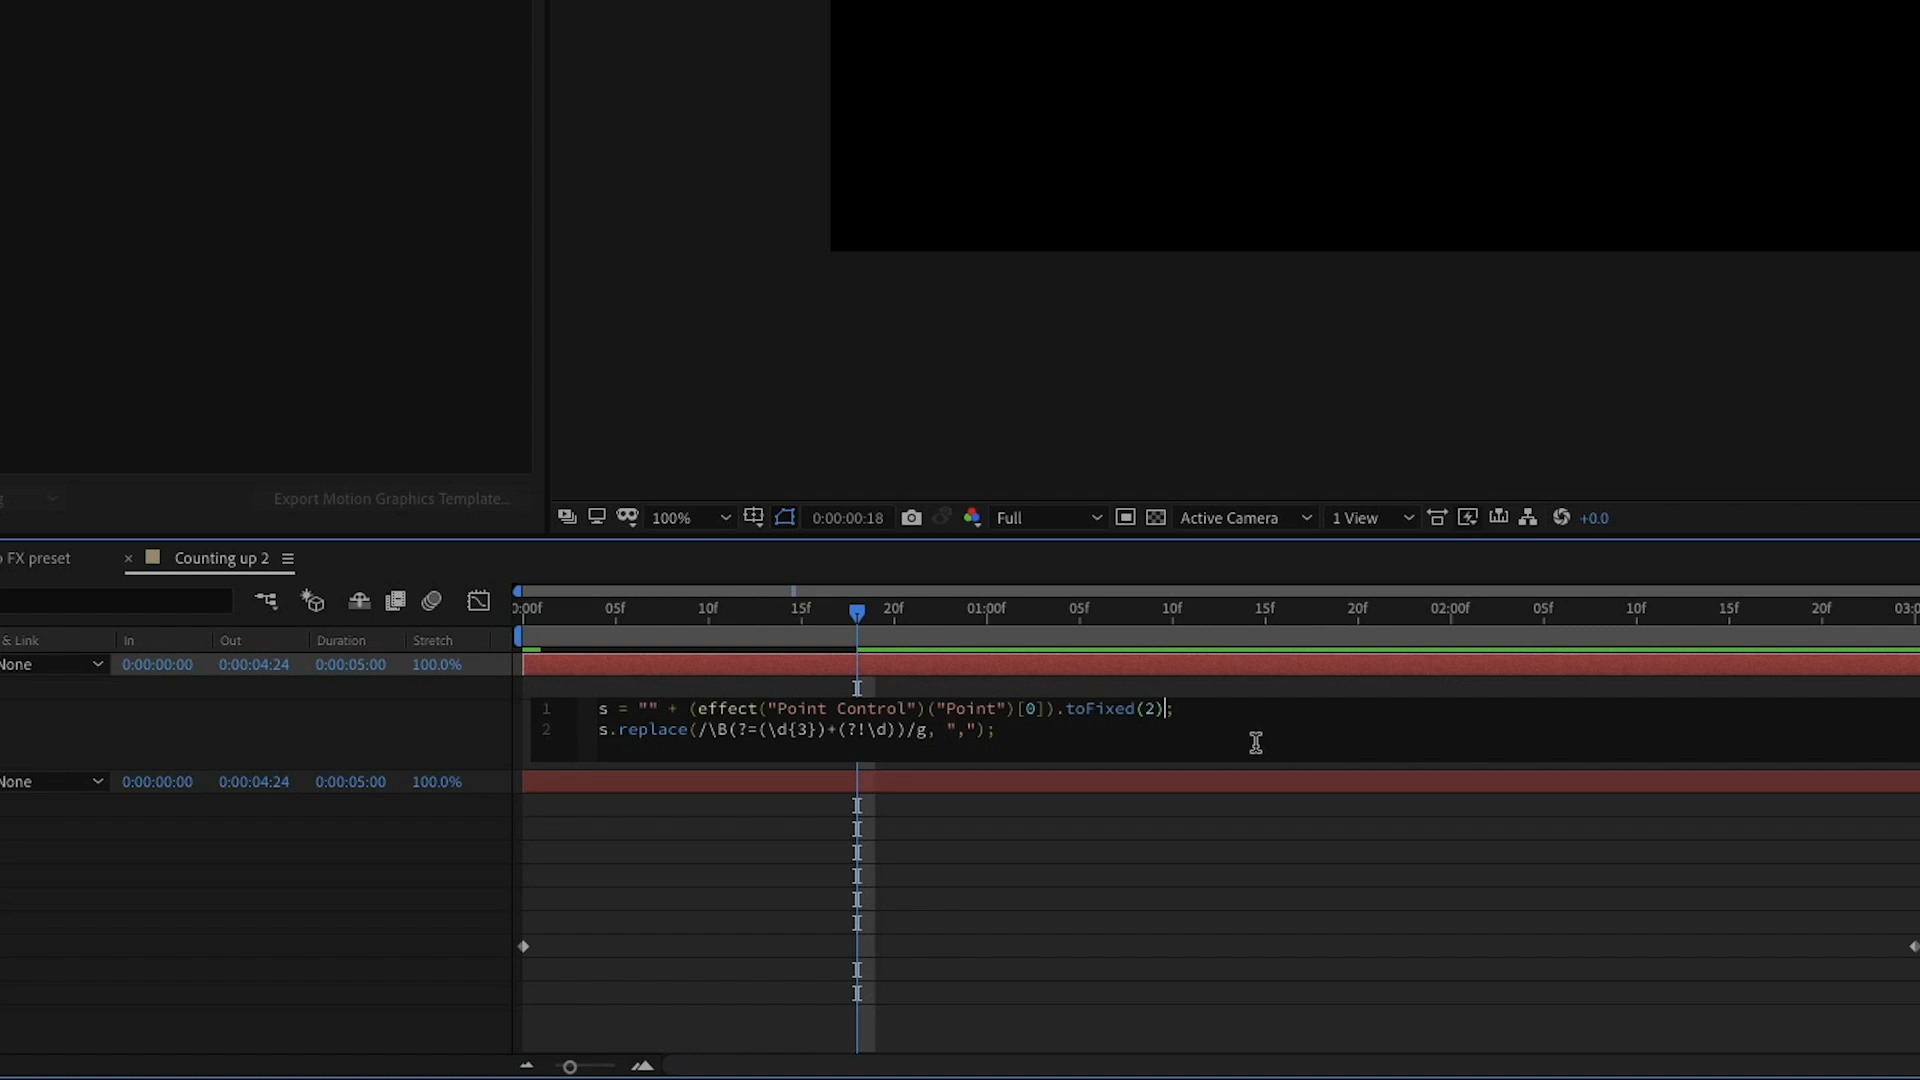 Export Motion Graphics Template...
100%
0:00:00:18
Full
Active Camera
1 View
+0.0
FX preset
× Counting up 2
0:00f 05f 10f 15f 20f 01:00f 05f 10f 15f 20f 02:00f 05f 10f 15f 20f
& Link In Out Duration Stretch
None 0:00:00:00 0:00:04:24 0:00:05:00 100.0%
1 s = "" + (effect("Point Control")("Point")[0]).toFixed(2);
2 s.replace(/\B(?=(\d{3})+(?!\d))/g, ",");
None 0:00:00:00 0:00:04:24 0:00:05:00 100.0%